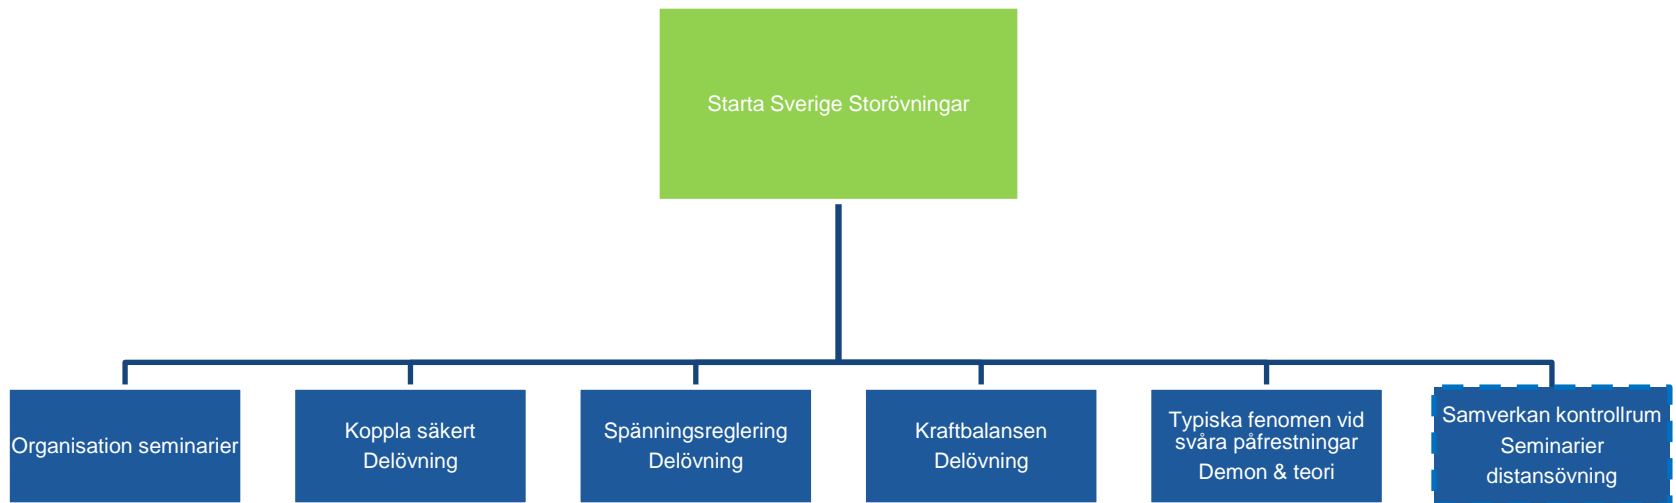 Starta Sverige Storövningar
Organisation seminarier
Koppla säkert
Delövning
Spänningsreglering
Delövning
Kraftbalansen
Delövning
Typiska fenomen vid
svåra påfrestningar
Demon & teori
Samverkan kontrollrum
Seminarier
distansövning